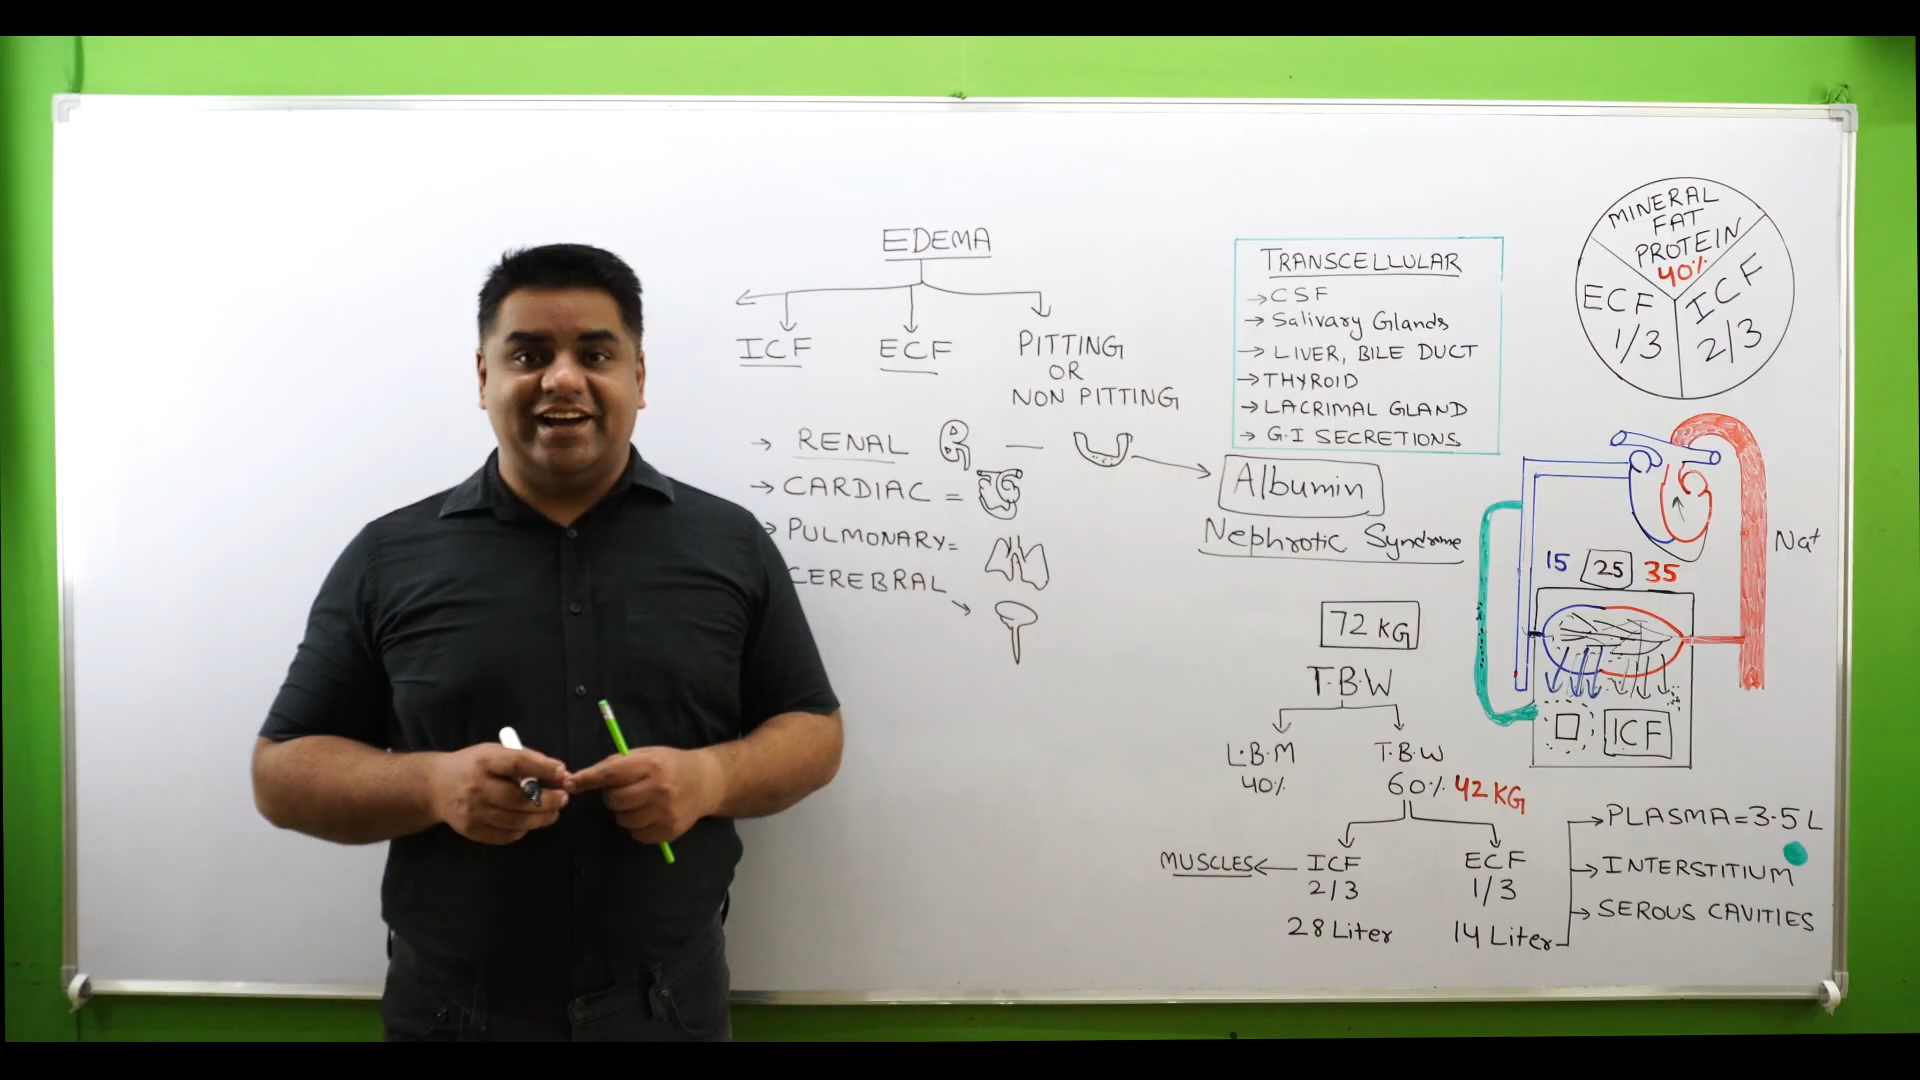 EDEMA
ICF
ECF
PITTING
OR
NON PITTING
→ RENAL
→ CARDIAC =
PULMONARY=
CEREBRAL
TRANSCELLULAR
→ CSF
→ Salivary Glands
→ LIVER, BILE DUCT
→ THYROID
→ LACRIMAL GLAND
→ G.I SECRETIONS
Albumin
Nephrotic Syndrome
72 KG
T.B.W
L.B.M
40%
T.B.W
60% 42 KG
MUSCLES
ICF
2/3
28 Liter
ECF
1/3
14 Liter
PLASMA=3.5 L
INTERSTITIUM
SEROUS CAVITIES
MINERAL
FAT
PROTEIN
40%
ECF
1/3
ICF
2/3
Na+
15 25 35
ICF